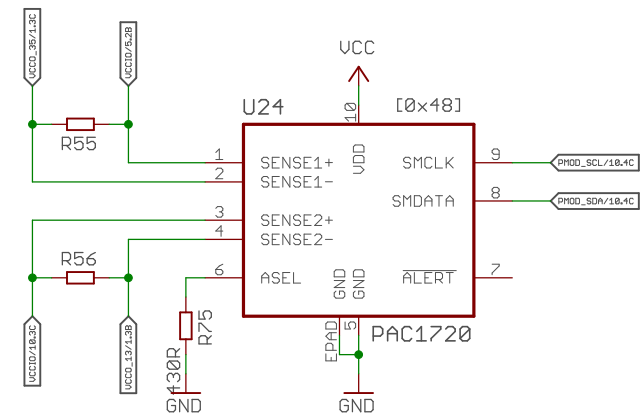 VCCO_35/1.3C
VCCIO/5.2B
R55
VCC
U24
[0x48]
10
VDD
1
SENSE1+
2
SENSE1-
3
SENSE2+
4
SENSE2-
6
ASEL
SMCLK
9
PMOD_SCL/10.4C
SMDATA
8
PMOD_SDA/10.4C
ALERT
7
GND
GND
EPAD
5
PAC1720
R56
VCCIO/10.3C
VCCO_13/1.3B
R75
430R
GND
GND